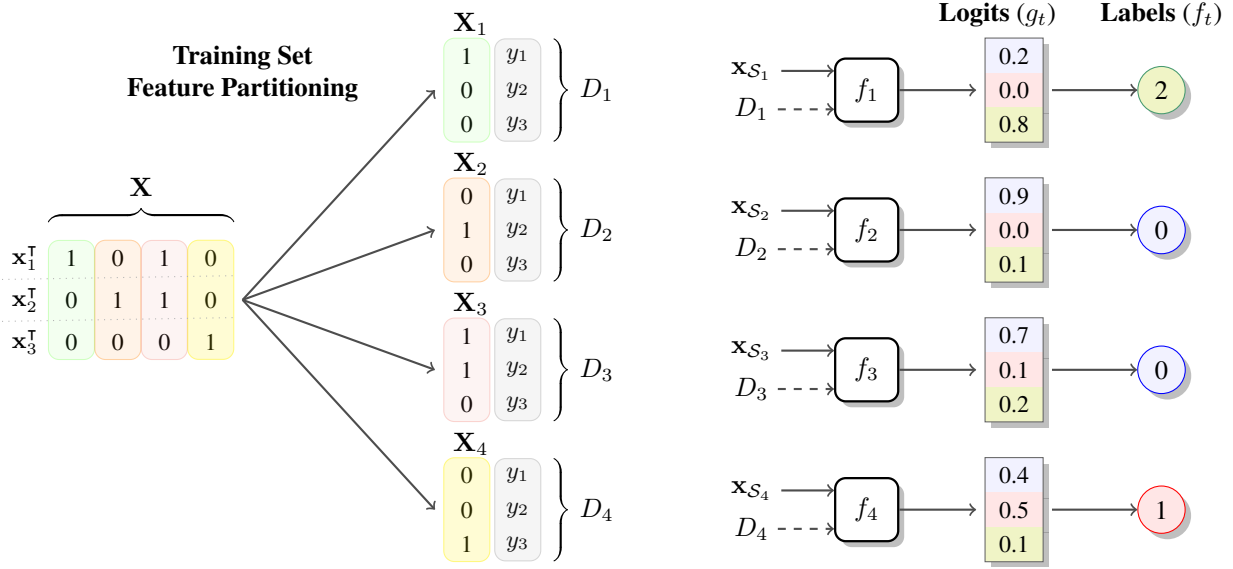 Training Set
Feature Partitioning
X
x₁ᵀ 1 0 1 0
x₂ᵀ 0 1 1 0
x₃ᵀ 0 0 0 1
X₁
1 y₁
0 y₂
0 y₃
D₁
X₂
0 y₁
1 y₂
0 y₃
D₂
X₃
1 y₁
1 y₂
0 y₃
D₃
X₄
0 y₁
0 y₂
1 y₃
D₄
Logits (gₜ) Labels (fₜ)
x_{S₁}
D₁
f₁
0.2
0.0
0.8
2
x_{S₂}
D₂
f₂
0.9
0.0
0.1
0
x_{S₃}
D₃
f₃
0.7
0.1
0.2
0
x_{S₄}
D₄
f₄
0.4
0.5
0.1
1